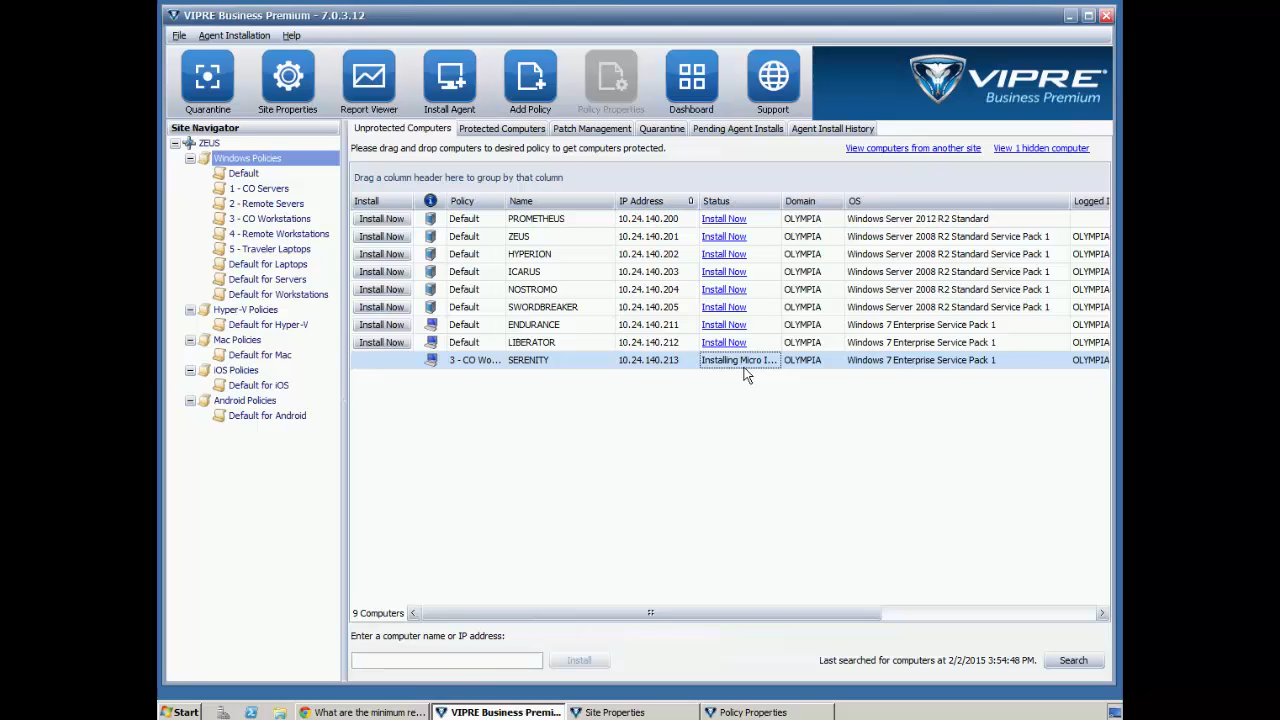 VIPRE Business Premium - 7.0.3.12
File Agent Installation Help
Quarantine Site Properties Report Viewer Install Agent Add Policy Policy Properties Dashboard Support
VIPRE®
Business Premium
Site Navigator
ZEUS
Windows Policies
Default
1 - CO Servers
2 - Remote Severs
3 - CO Workstations
4 - Remote Workstations
5 - Traveler Laptops
Default for Laptops
Default for Servers
Default for Workstations
Hyper-V Policies
Default for Hyper-V
Mac Policies
Default for Mac
iOS Policies
Default for iOS
Android Policies
Default for Android
Unprotected Computers Protected Computers Patch Management Quarantine Pending Agent Installs Agent Install History
Please drag and drop computers to desired policy to get computers protected. View computers from another site View 1 hidden computer
Drag a column header here to group by that column
Install Policy Name IP Address Status Domain OS Logged I
Install Now Default PROMETHEUS 10.24.140.200 Install Now OLYMPIA Windows Server 2012 R2 Standard
Install Now Default ZEUS 10.24.140.201 Install Now OLYMPIA Windows Server 2008 R2 Standard Service Pack 1 OLYMPIA
Install Now Default HYPERION 10.24.140.202 Install Now OLYMPIA Windows Server 2008 R2 Standard Service Pack 1 OLYMPIA
Install Now Default ICARUS 10.24.140.203 Install Now OLYMPIA Windows Server 2008 R2 Standard Service Pack 1 OLYMPIA
Install Now Default NOSTROMO 10.24.140.204 Install Now OLYMPIA Windows Server 2008 R2 Standard Service Pack 1 OLYMPIA
Install Now Default SWORDBREAKER 10.24.140.205 Install Now OLYMPIA Windows Server 2008 R2 Standard Service Pack 1 OLYMPIA
Install Now Default ENDURANCE 10.24.140.211 Install Now OLYMPIA Windows 7 Enterprise Service Pack 1 OLYMPIA
Install Now Default LIBERATOR 10.24.140.212 Install Now OLYMPIA Windows 7 Enterprise Service Pack 1 OLYMPIA
3 - CO Wo... SERENITY 10.24.140.213 Installing Micro I... OLYMPIA Windows 7 Enterprise Service Pack 1 OLYMPIA
9 Computers
Enter a computer name or IP address:
Install Last searched for computers at 2/2/2015 3:54:48 PM. Search
Start What are the minimum re... VIPRE Business Premi... Site Properties Policy Properties